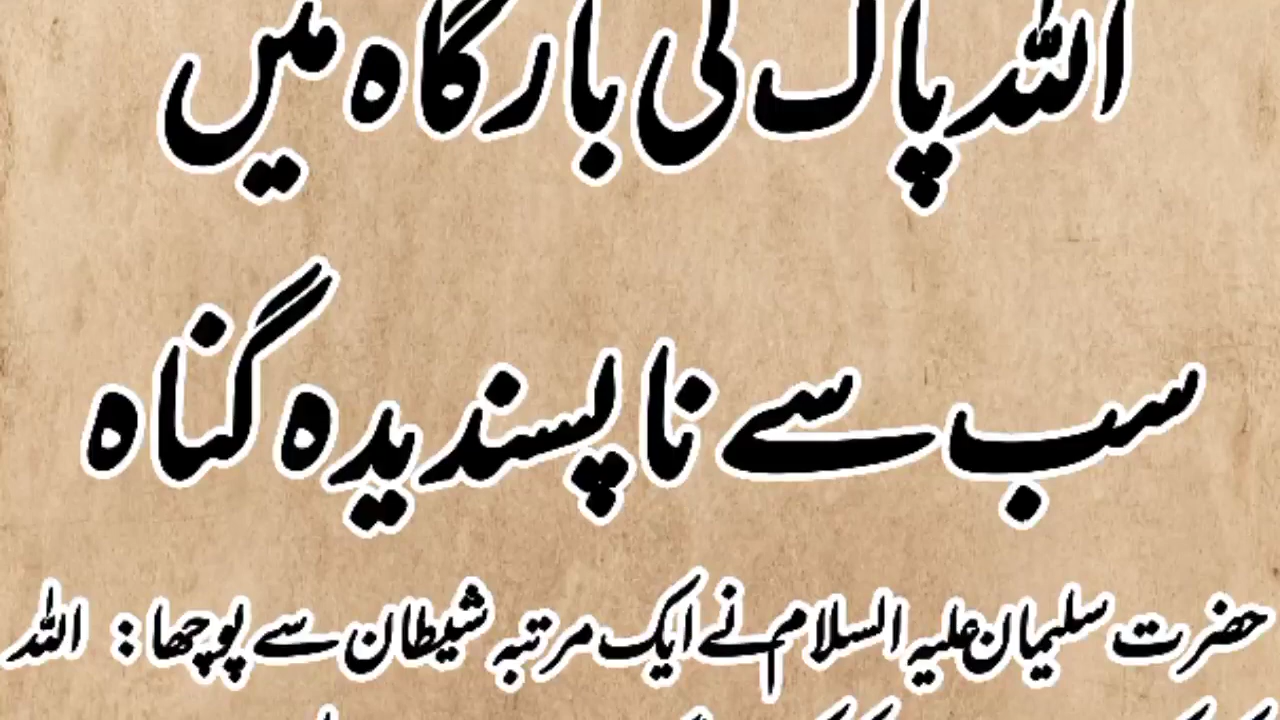 اللہ پاک کی بارگاہ میں
سب سے ناپسندیدہ گناہ
حضرت سلیمان علیہ السلام نے ایک مرتبہ شیطان سے پوچھا : اللہ